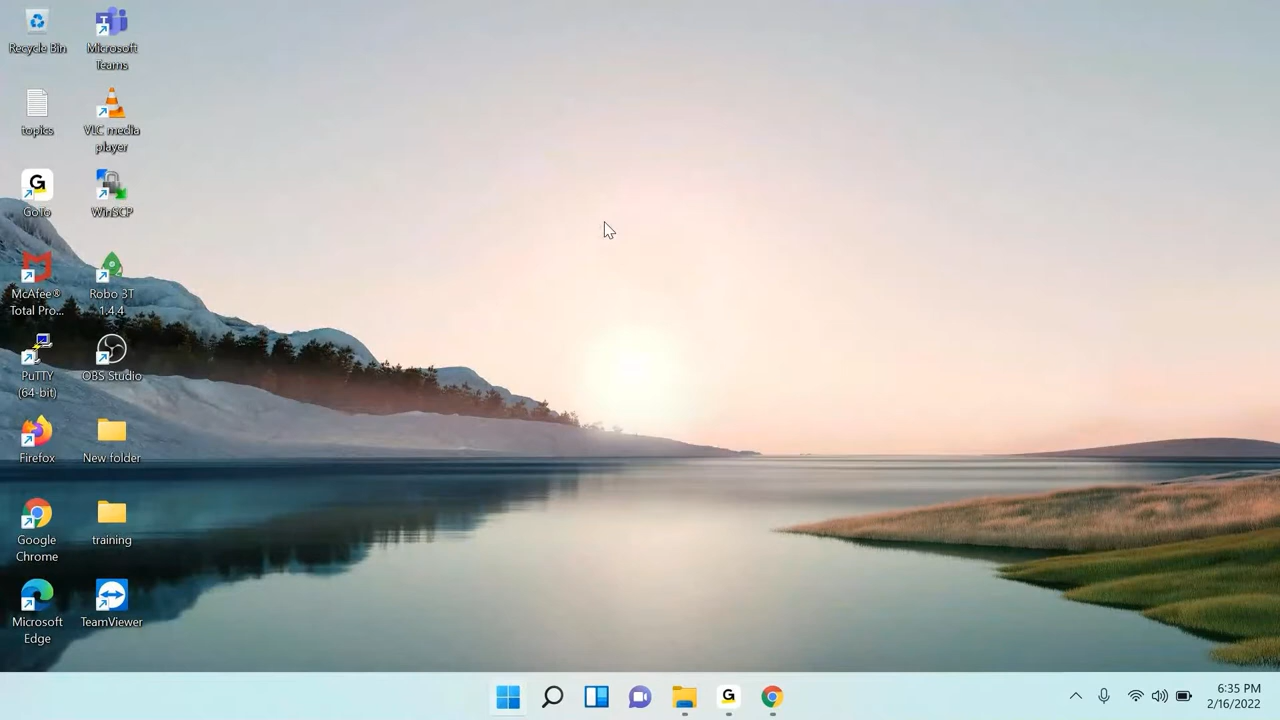 Recycle Bin
Microsoft
Teams
topics
VLC media
player
GoTo
WinSCP
McAfee®
Total Pro...
Robo 3T
1.4.4
PuTTY
(64-bit)
OBS Studio
Firefox
New folder
Google
Chrome
training
Microsoft
Edge
TeamViewer
6:35 PM
2/16/2022